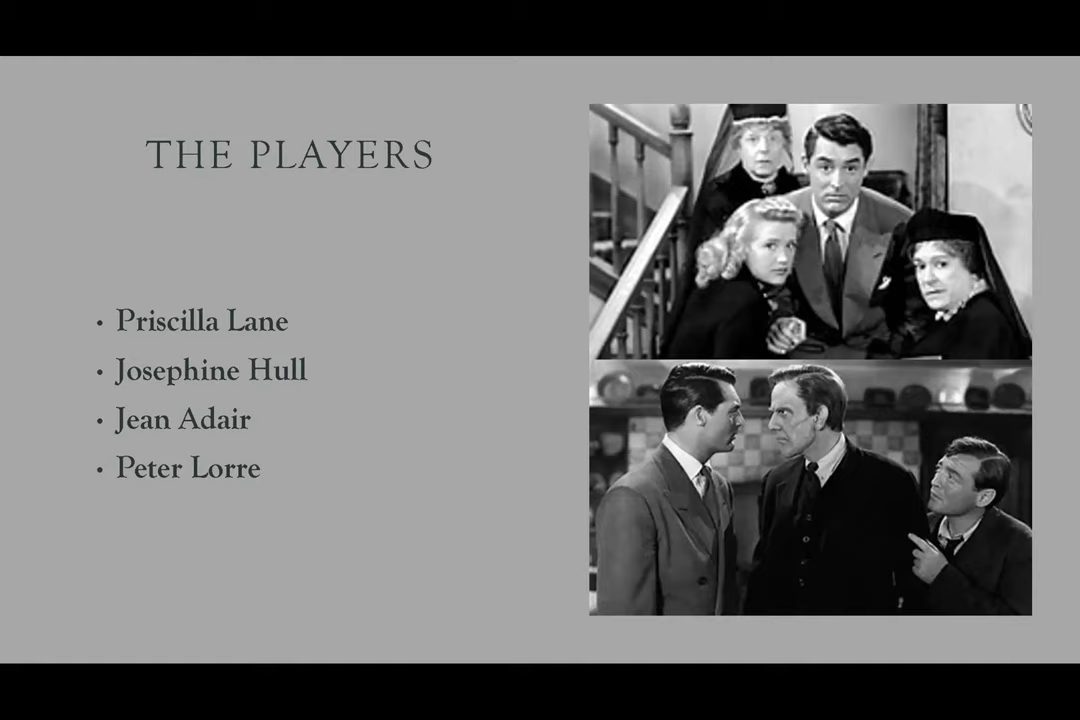 THE PLAYERS
• Priscilla Lane
• Josephine Hull
• Jean Adair
• Peter Lorre